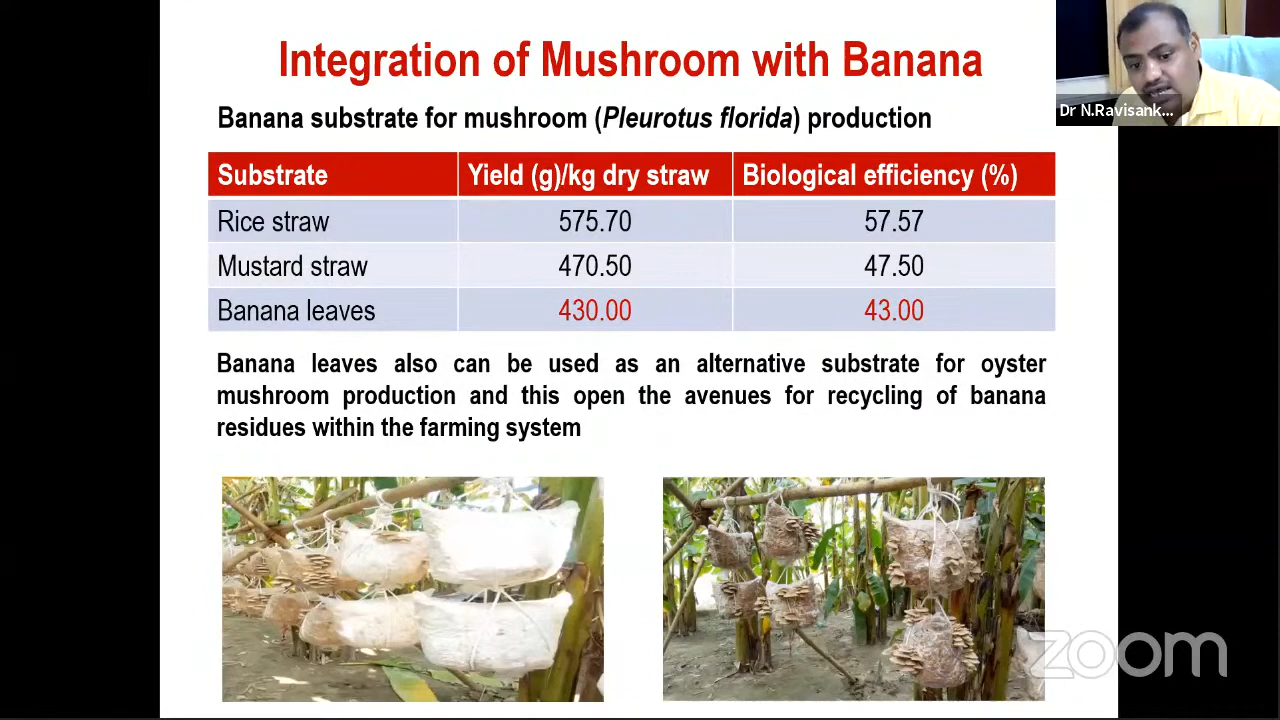 Integration of Mushroom with Banana
Dr N.Ravisank...
Banana substrate for mushroom (Pleurotus florida) production
Substrate Yield (g)/kg dry straw Biological efficiency (%)
Rice straw 575.70 57.57
Mustard straw 470.50 47.50
Banana leaves 430.00 43.00
Banana leaves also can be used as an alternative substrate for oyster
mushroom production and this open the avenues for recycling of banana
residues within the farming system
zoom